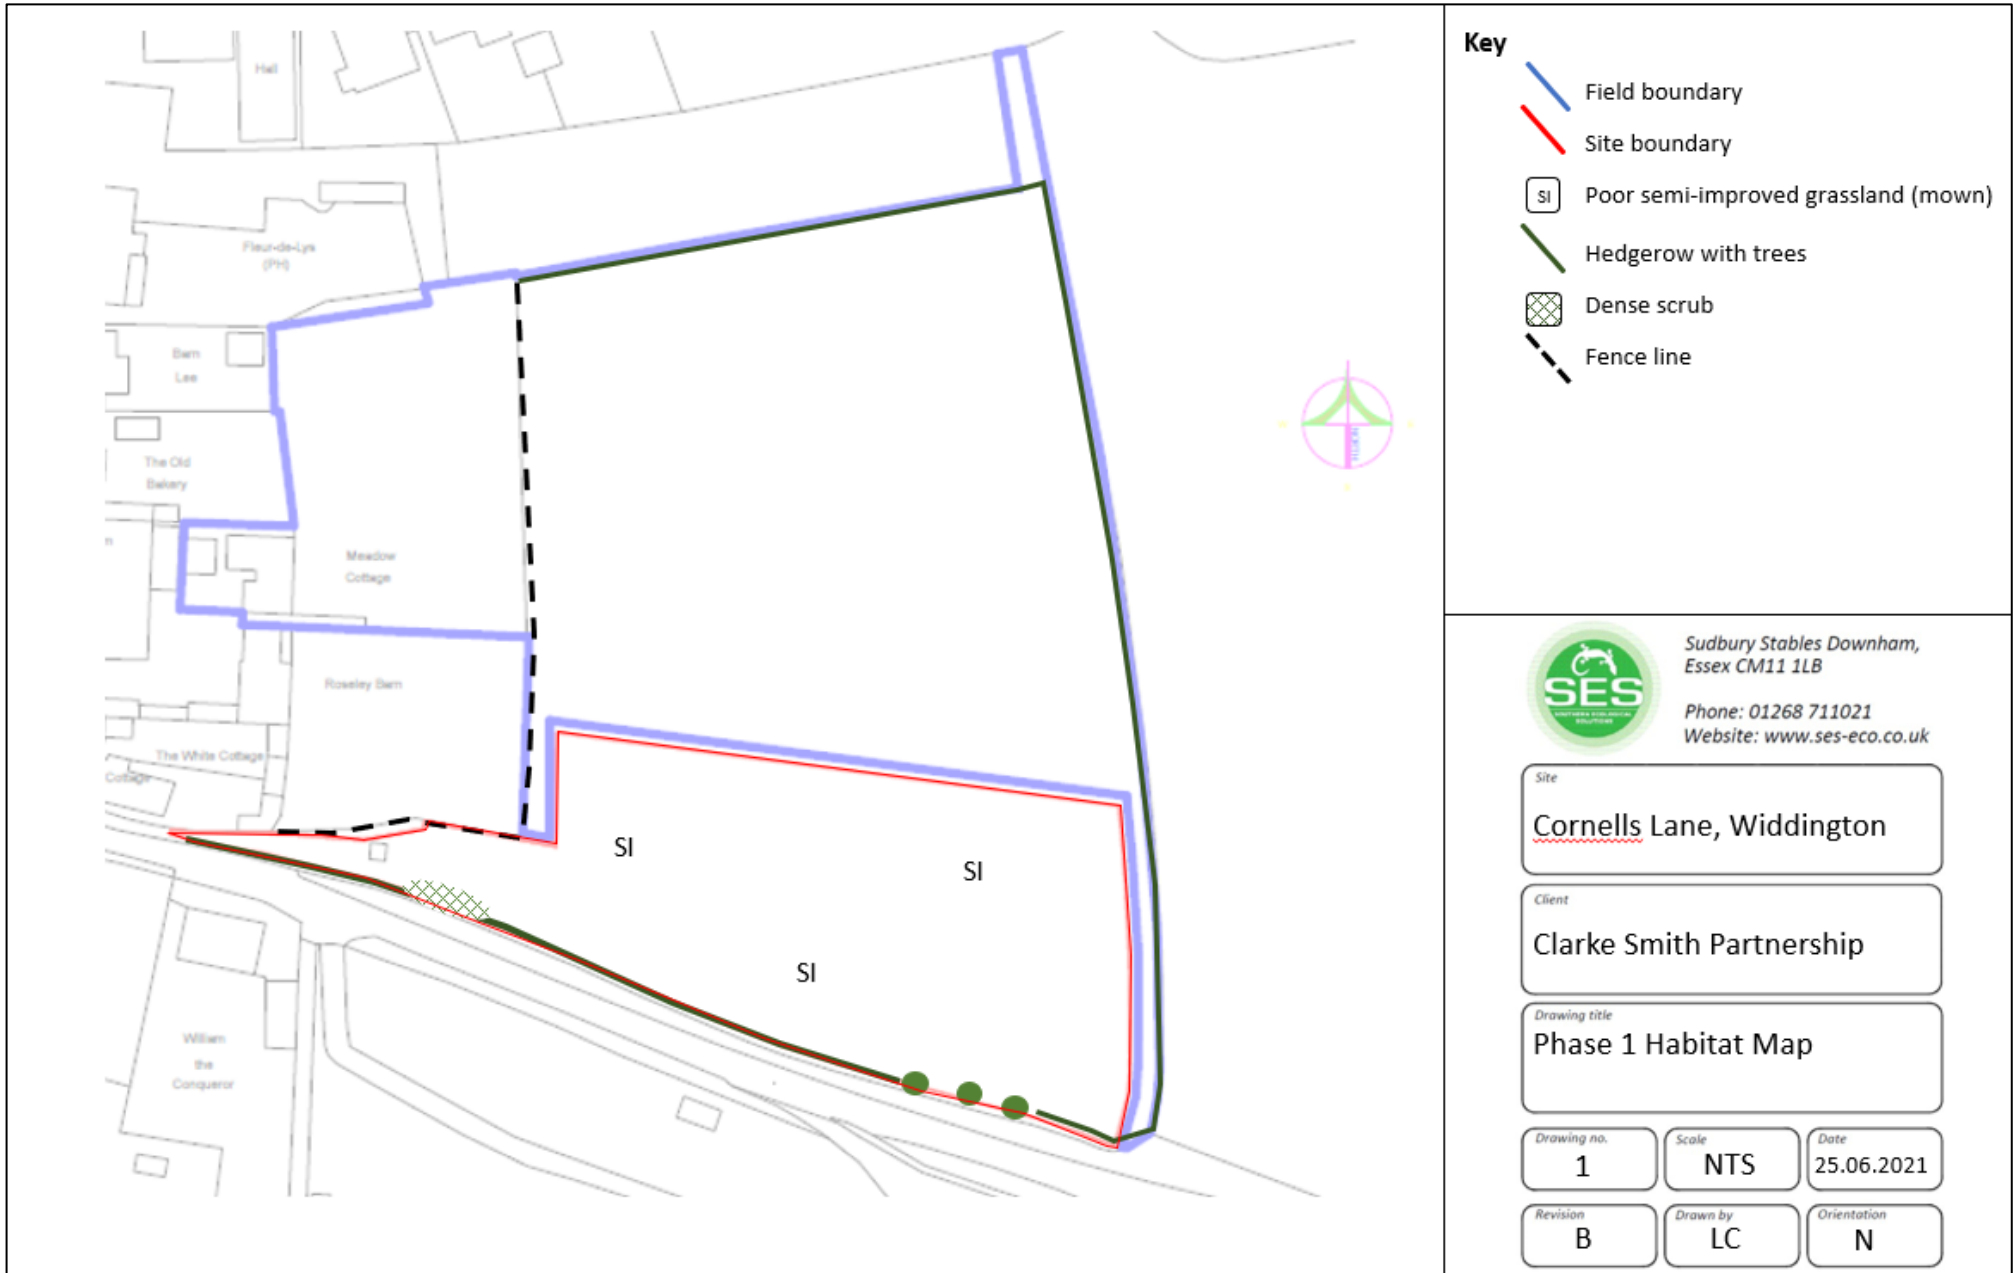 Hall
Fleur-de-Lys
(PH)
Barn
Lee
The Old
Bakery
Meadow
Cottage
Roseley Barn
The White Cottage
Cottage
William
the
Conqueror
SI
SI
SI
NORTH
Key
Field boundary
Site boundary
SI Poor semi-improved grassland (mown)
Hedgerow with trees
Dense scrub
Fence line
SES
SOUTHERN ECOLOGICAL
SOLUTIONS
Sudbury Stables Downham,
Essex CM11 1LB
Phone: 01268 711021
Website: www.ses-eco.co.uk
Site
Cornells Lane, Widdington
Client
Clarke Smith Partnership
Drawing title
Phase 1 Habitat Map
Drawing no.
1
Scale
NTS
Date
25.06.2021
Revision
B
Drawn by
LC
Orientation
N